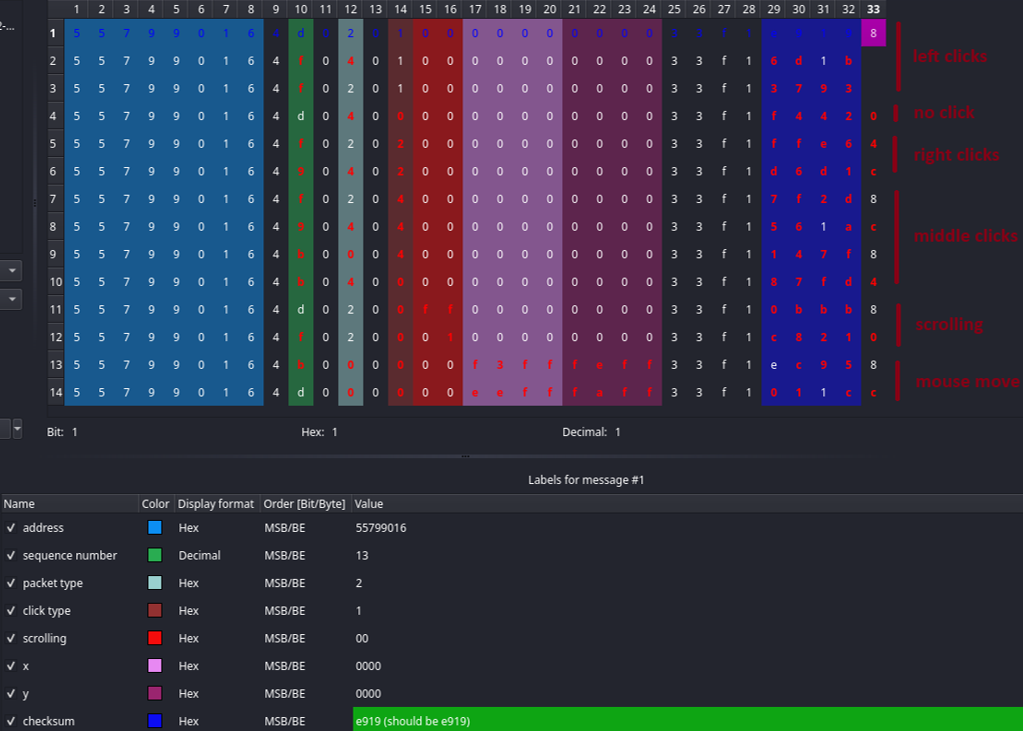 2-...
1 2 3 4 5 6 7 8 9 10 11 12 13 14 15 16 17 18 19 20 21 22 23 24 25 26 27 28 29 30 31 32 33
1 5 5 7 9 9 0 1 6 4 d 0 2 0 1 0 0 0 0 0 0 0 0 0 0 3 3 f 1 e 9 1 9 8
2 5 5 7 9 9 0 1 6 4 f 0 4 0 1 0 0 0 0 0 0 0 0 0 0 3 3 f 1 6 d 1 b left clicks
3 5 5 7 9 9 0 1 6 4 f 0 2 0 1 0 0 0 0 0 0 0 0 0 0 3 3 f 1 3 7 9 3
4 5 5 7 9 9 0 1 6 4 d 0 4 0 0 0 0 0 0 0 0 0 0 0 0 3 3 f 1 f 4 4 2 0 no click
5 5 5 7 9 9 0 1 6 4 f 0 2 0 2 0 0 0 0 0 0 0 0 0 0 3 3 f 1 f f e 6 4 right clicks
6 5 5 7 9 9 0 1 6 4 9 0 4 0 2 0 0 0 0 0 0 0 0 0 0 3 3 f 1 d 6 d 1 c
7 5 5 7 9 9 0 1 6 4 f 0 2 0 4 0 0 0 0 0 0 0 0 0 0 3 3 f 1 7 f 2 d 8
8 5 5 7 9 9 0 1 6 4 9 0 4 0 4 0 0 0 0 0 0 0 0 0 0 3 3 f 1 5 6 1 a c middle clicks
9 5 5 7 9 9 0 1 6 4 b 0 0 0 4 0 0 0 0 0 0 0 0 0 0 3 3 f 1 1 4 7 f 8
10 5 5 7 9 9 0 1 6 4 b 0 4 0 0 0 0 0 0 0 0 0 0 0 0 3 3 f 1 8 7 f d 4
11 5 5 7 9 9 0 1 6 4 d 0 2 0 0 f f 0 0 0 0 0 0 0 0 3 3 f 1 0 b b b 8 scrolling
12 5 5 7 9 9 0 1 6 4 f 0 2 0 0 0 1 0 0 0 0 0 0 0 0 3 3 f 1 c 8 2 1 0
13 5 5 7 9 9 0 1 6 4 b 0 0 0 0 0 0 f 3 f f f e f f 3 3 f 1 e c 9 5 8 mouse move
14 5 5 7 9 9 0 1 6 4 d 0 0 0 0 0 0 e e f f f a f f 3 3 f 1 0 1 1 c c
Bit: 1 Hex: 1 Decimal: 1
Labels for message #1
Name Color Display format Order [Bit/Byte] Value
address Hex MSB/BE 55799016
sequence number Decimal MSB/BE 13
packet type Hex MSB/BE 2
click type Hex MSB/BE 1
scrolling Hex MSB/BE 00
x Hex MSB/BE 0000
y Hex MSB/BE 0000
checksum Hex MSB/BE e919 (should be e919)